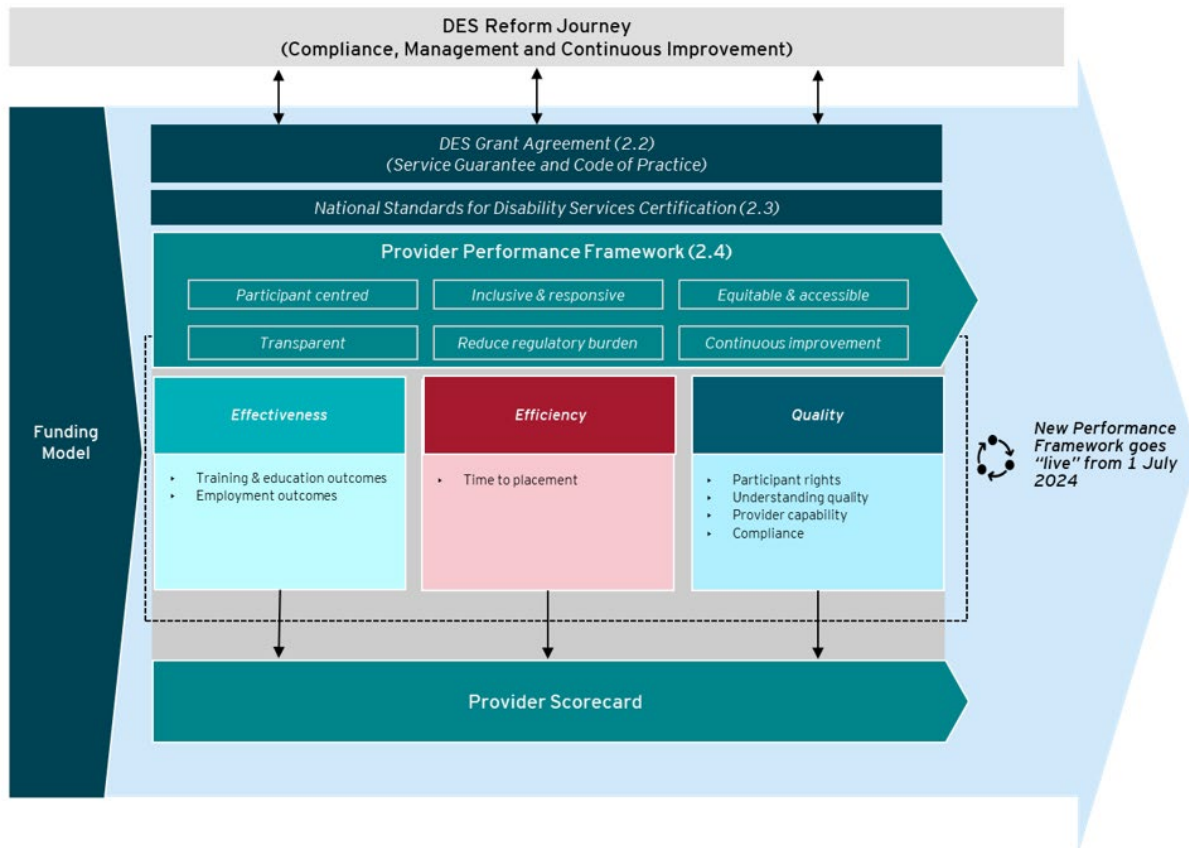 DES Reform Journey
(Compliance, Management and Continuous Improvement)
DES Grant Agreement (2.2)
(Service Guarantee and Code of Practice)
National Standards for Disability Services Certification (2.3)
Provider Performance Framework (2.4)
Participant centred
Inclusive & responsive
Equitable & accessible
Transparent
Reduce regulatory burden
Continuous improvement
Funding
Model
Effectiveness
Training & education outcomes
Employment outcomes
Efficiency
Time to placement
Quality
Participant rights
Understanding quality
Provider capability
Compliance
New Performance
Framework goes
"live" from 1 July
2024
Provider Scorecard